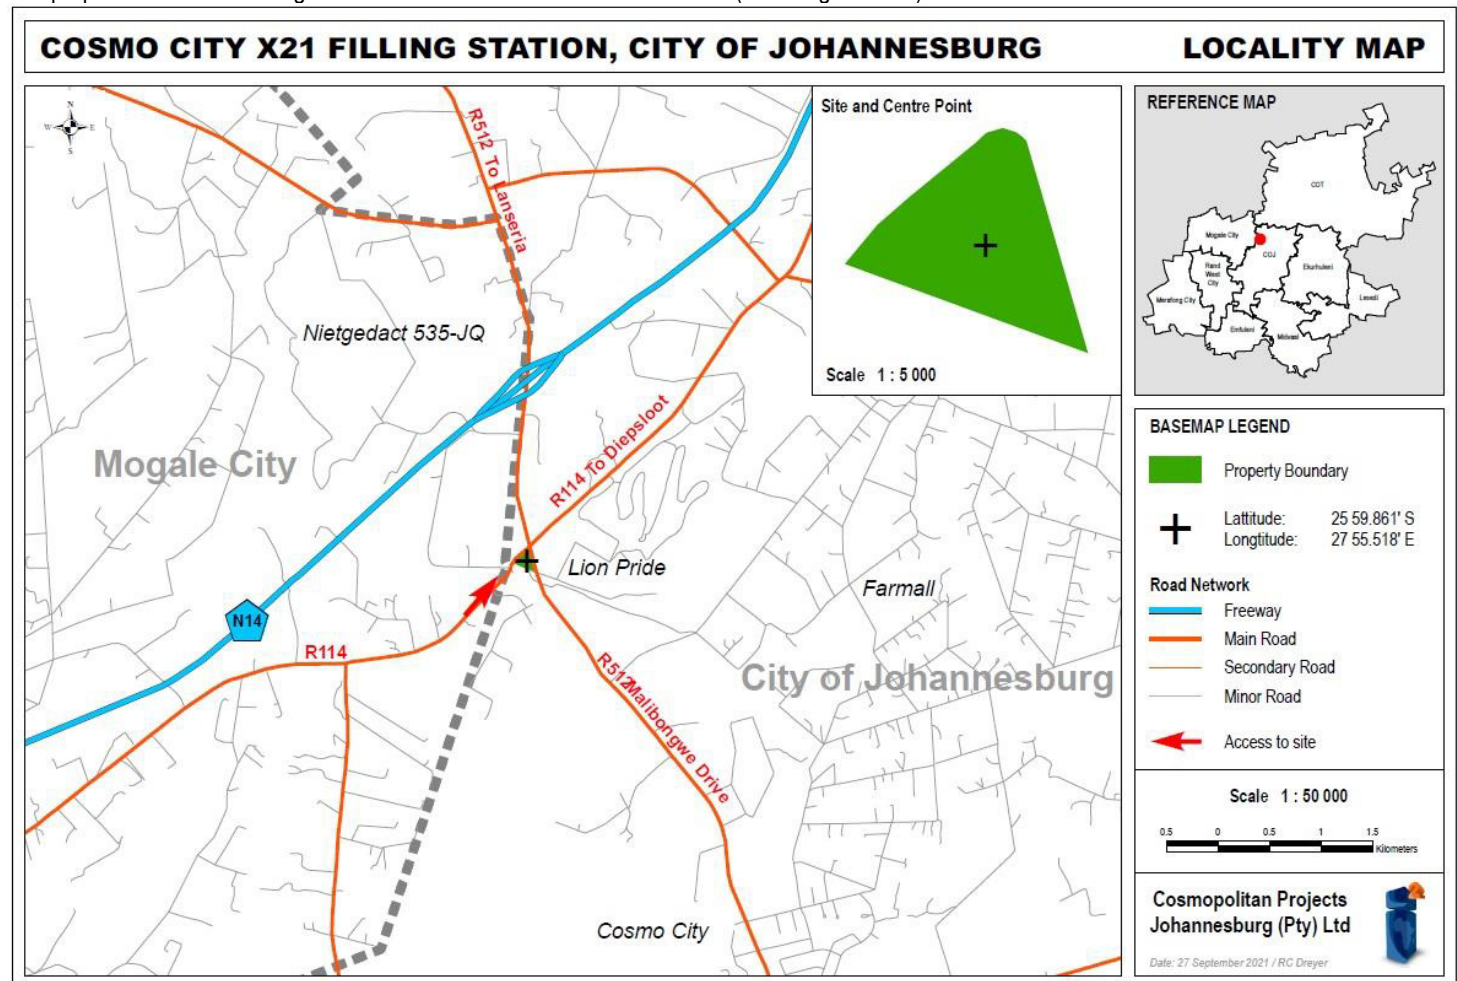 COSMO CITY X21 FILLING STATION, CITY OF JOHANNESBURG
LOCALITY MAP
N
W
E
S
R512 To Lanseria
Nietgedact 535-JQ
Mogale City
R114 To Diepsloot
Lion Pride
Farmall
N14
R114
R512
Malibongwe Drive
City of Johannesburg
Cosmo City
Site and Centre Point
Scale 1 : 5 000
REFERENCE MAP
COT
Mogale City
COJ
Rand
West
City
Ekurhuleni
Merafong City
Lesedi
Emfuleni
Midvaal
BASEMAP LEGEND
Property Boundary
Lattitude: 25 59.861' S
Longtitude: 27 55.518' E
Road Network
Freeway
Main Road
Secondary Road
Minor Road
Access to site
Scale 1 : 50 000
0.5 0 0.5 1 1.5
Kilometers
Cosmopolitan Projects
Johannesburg (Pty) Ltd
Date: 27 September 2021 / RC Dreyer